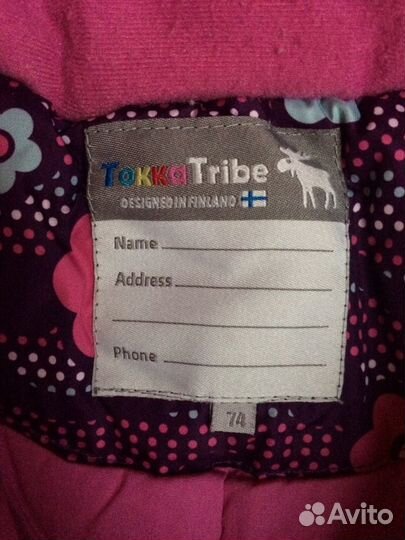 TokkaTribe
DESIGNED IN FINLAND
Name
Address
Phone
74
Avito